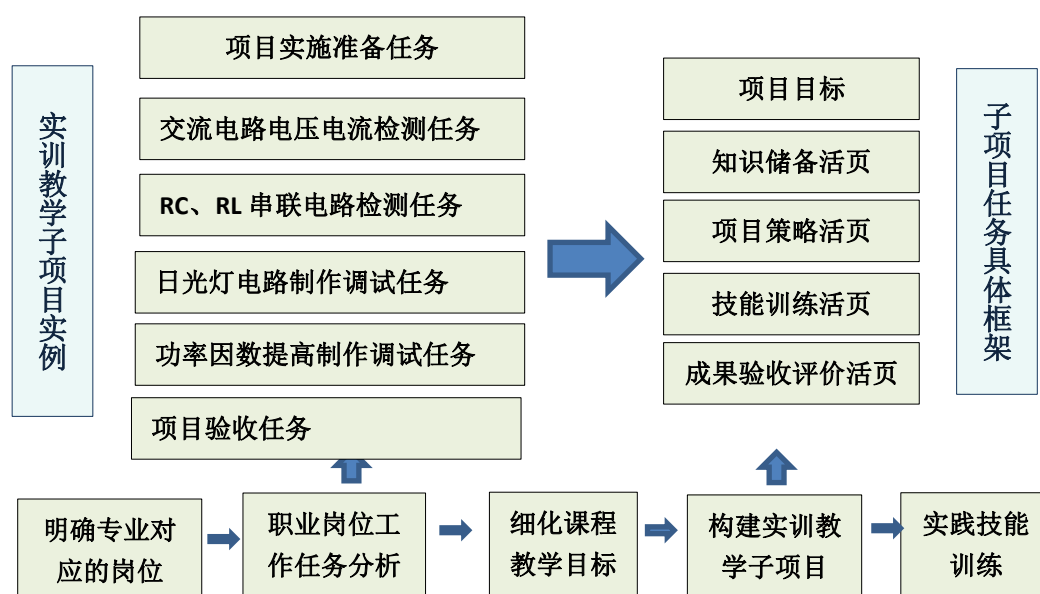 实训教学子项目实例
项目实施准备任务
交流电路电压电流检测任务
RC、RL 串联电路检测任务
日光灯电路制作调试任务
功率因数提高制作调试任务
项目验收任务
项目目标
知识储备活页
项目策略活页
技能训练活页
成果验收评价活页
子项目任务具体框架
明确专业对
应的岗位
职业岗位工
作任务分析
细化课程
教学目标
构建实训教
学子项目
实践技能
训练